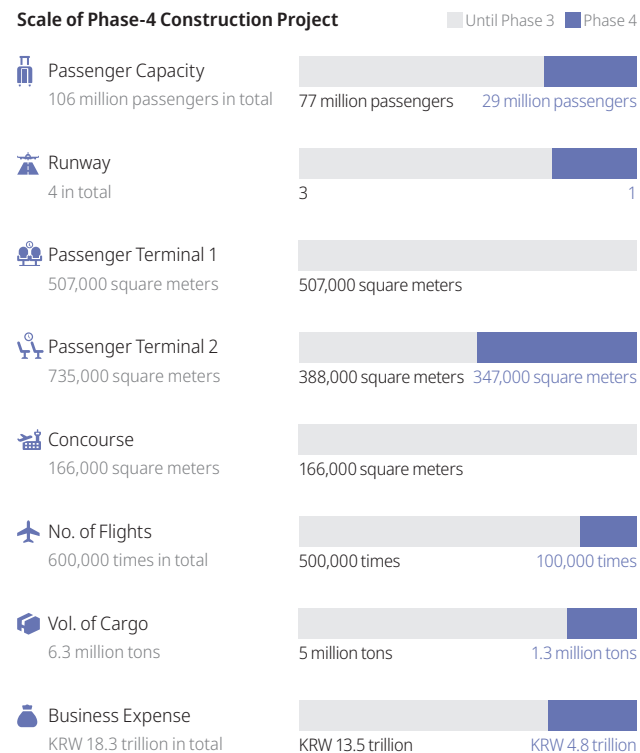 Scale of Phase-4 Construction Project
Until Phase 3 Phase 4
Passenger Capacity
106 million passengers in total
77 million passengers 29 million passengers
Runway
4 in total
3 1
Passenger Terminal 1
507,000 square meters
507,000 square meters
Passenger Terminal 2
735,000 square meters
388,000 square meters 347,000 square meters
Concourse
166,000 square meters
166,000 square meters
No. of Flights
600,000 times in total
500,000 times 100,000 times
Vol. of Cargo
6.3 million tons
5 million tons 1.3 million tons
Business Expense
KRW 18.3 trillion in total
KRW 13.5 trillion KRW 4.8 trillion